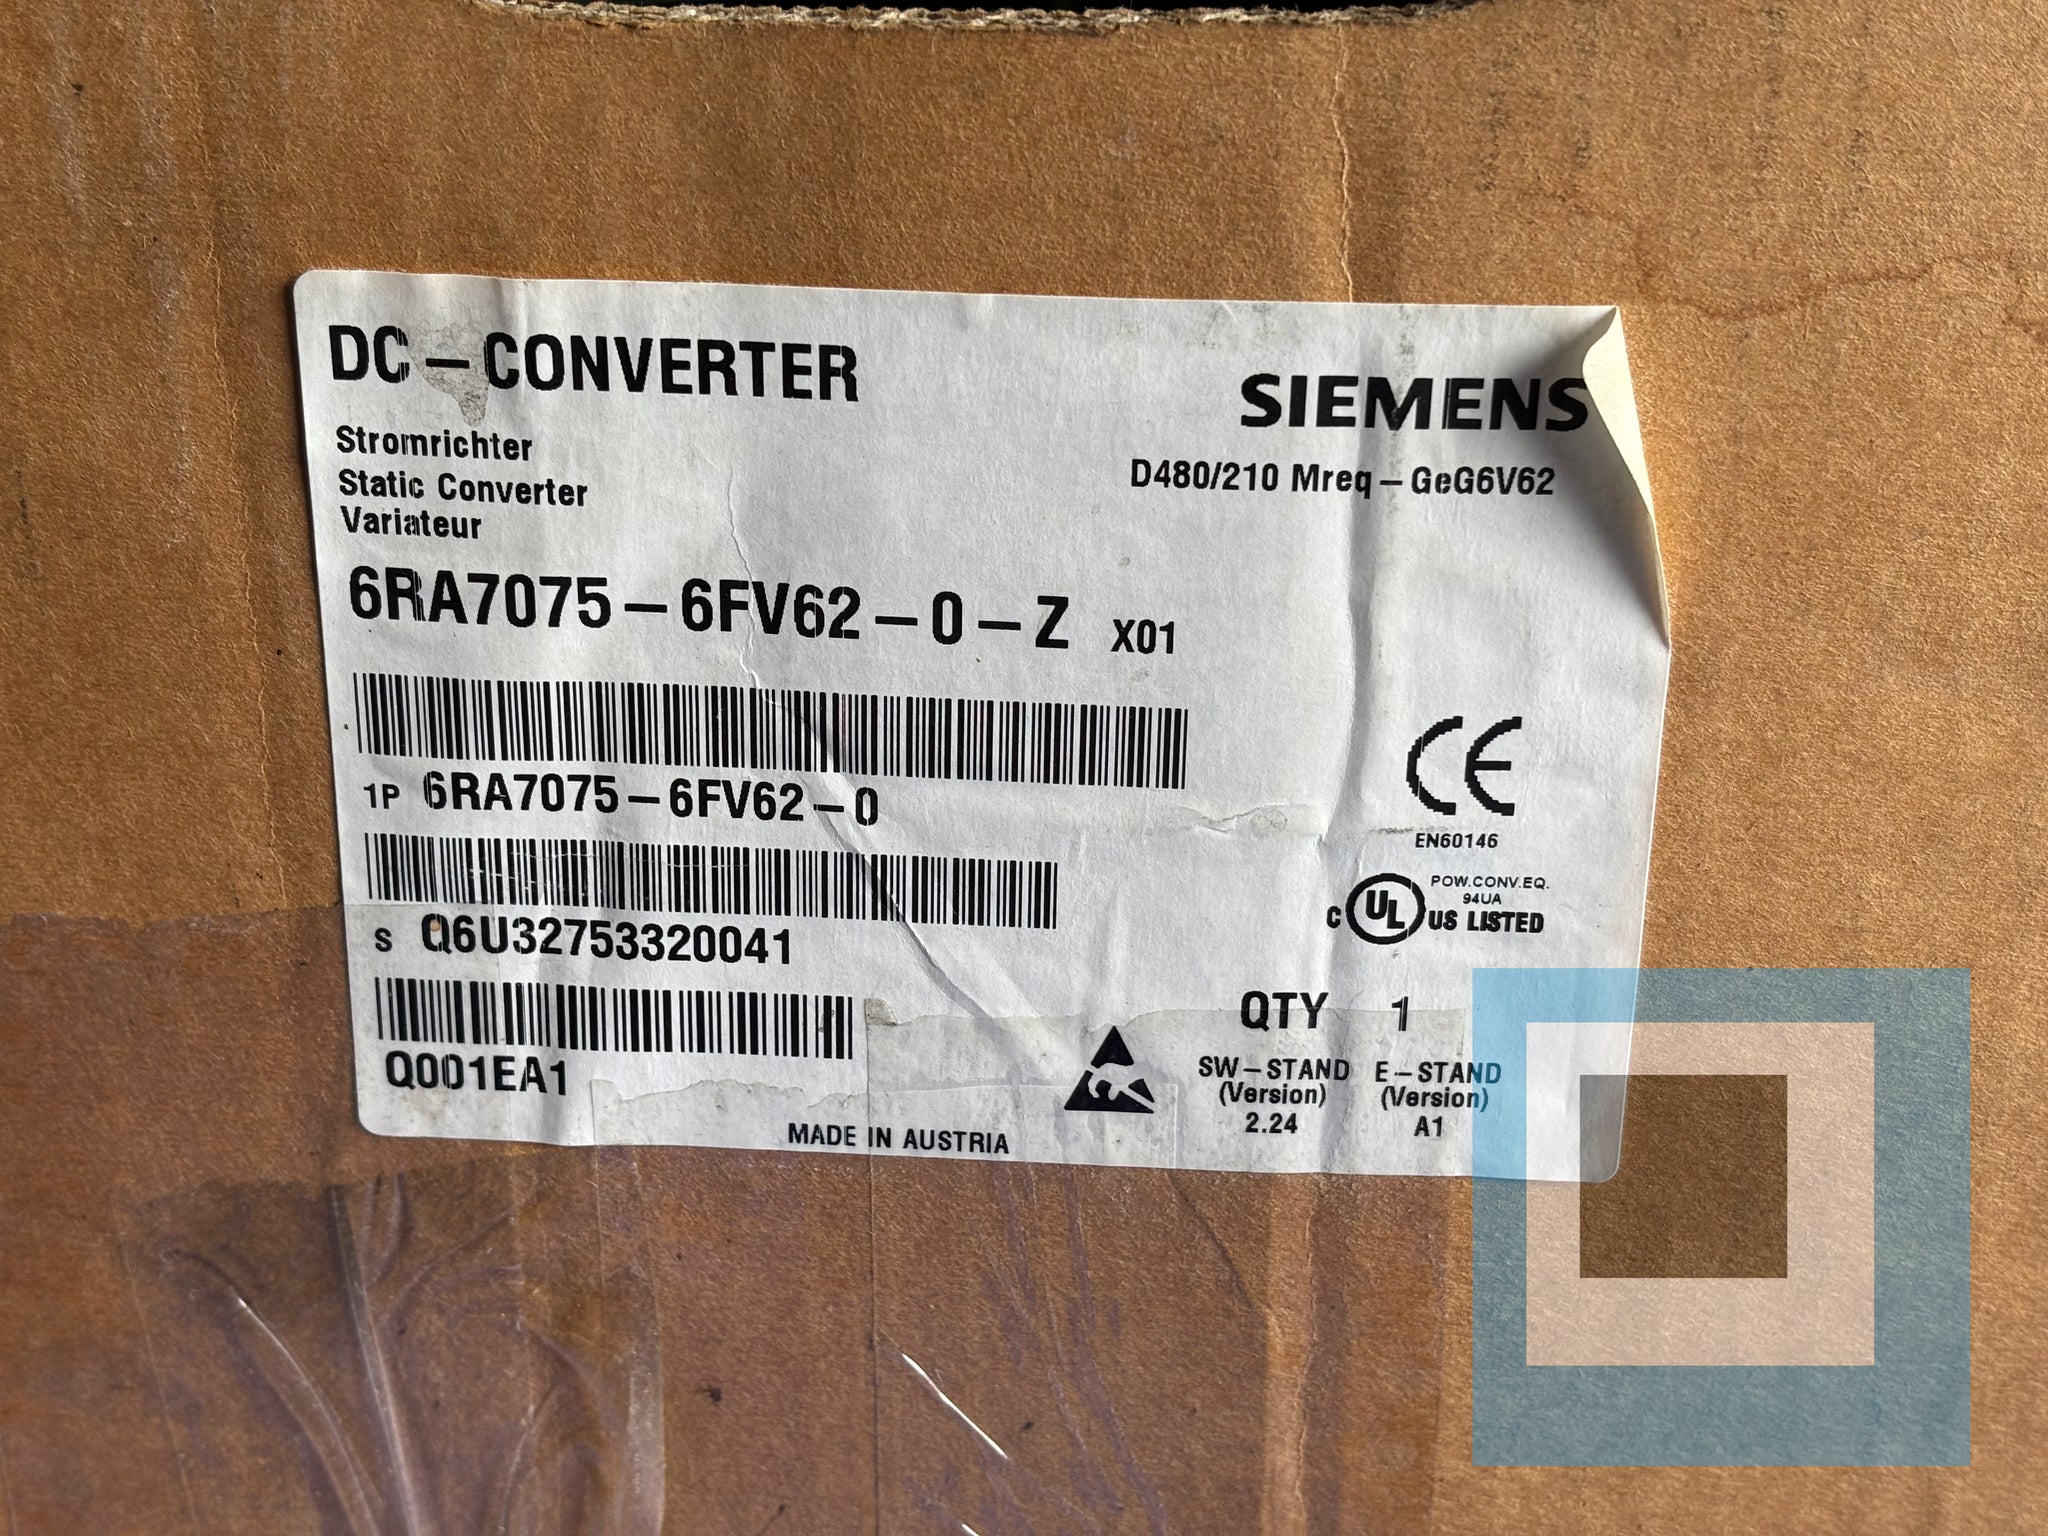 DC-CONVERTER
SIEMENS
Stromrichter
Static Converter
Variateur
D480/210 Mreq-GeG6V62
6RA7075-6FV62-0-Z X01
1P 6RA7075-6FV62-0
S Q6U32753320041
Q001EA1
CE
EN60146
C UL US LISTED
POW.CONV.EQ.
94UA
QTY 1
SW-STAND
(Version)
2.24
E-STAND
(Version)
A1
MADE IN AUSTRIA